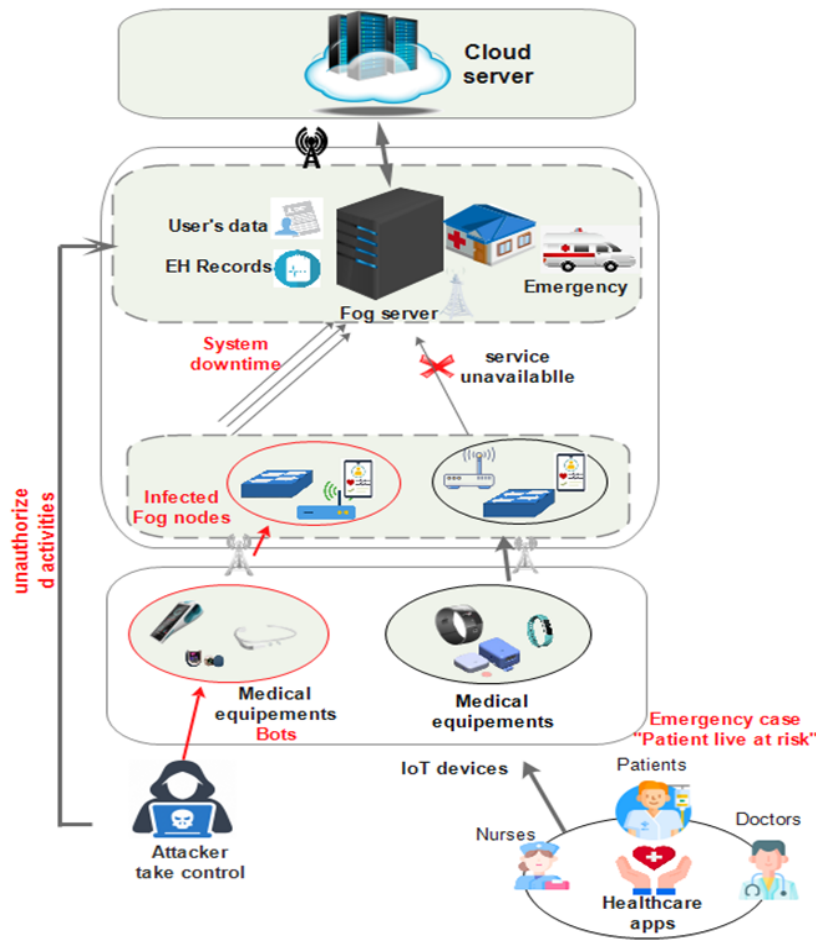 Cloud
server
User's data
EH Records
Fog server
Emergency
System
downtime
service
unavailablle
Infected
Fog nodes
unauthorize
d activities
Medical
equipements
Bots
Medical
equipements
Emergency case
"Patient live at risk"
IoT devices
Patients
Nurses
Doctors
Attacker
take control
Healthcare
apps